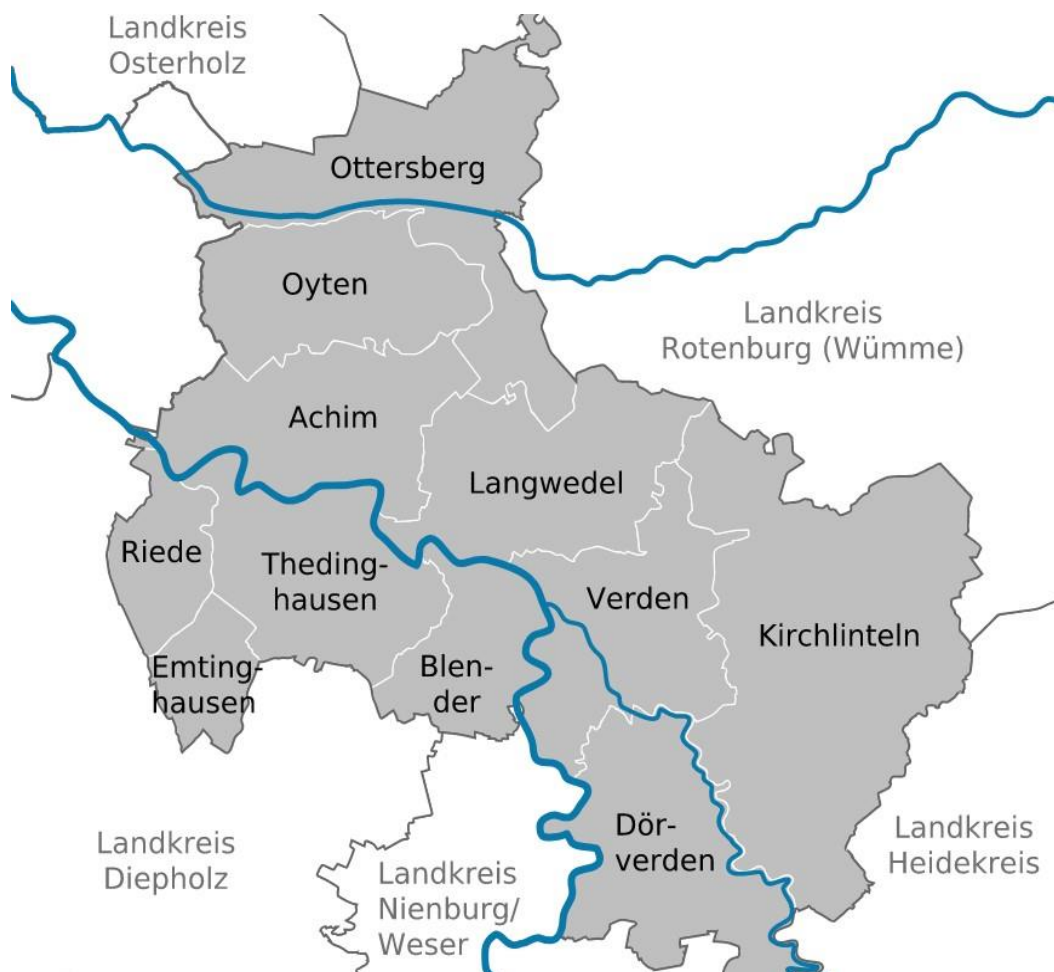 Landkreis
Osterholz
Ottersberg
Oyten
Landkreis
Rotenburg (Wümme)
Achim
Langwedel
Riede
Theding-
hausen
Verden
Kirchlinteln
Emting-
hausen
Blen-
der
Dör-
verden
Landkreis
Diepholz
Landkreis
Nienburg/
Weser
Landkreis
Heidekreis